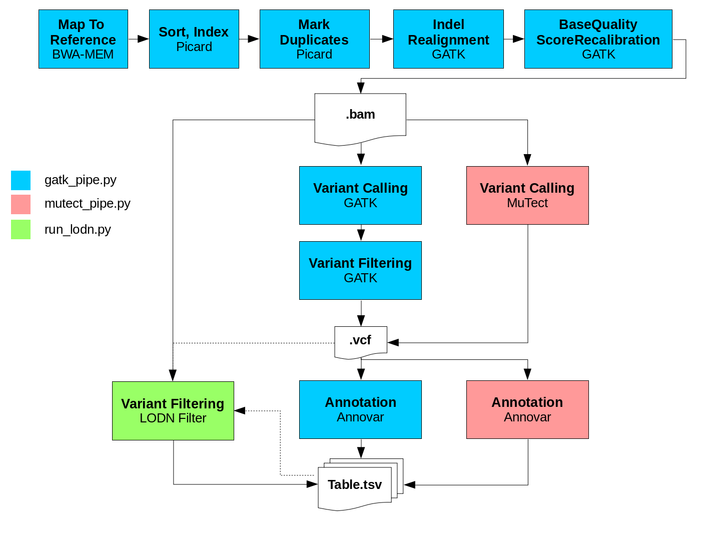 Map To
Reference
BWA-MEM
Sort, Index
Picard
Mark
Duplicates
Picard
Indel
Realignment
GATK
BaseQuality
ScoreRecalibration
GATK
.bam
gatk_pipe.py
mutect_pipe.py
run_lodn.py
Variant Calling
GATK
Variant Calling
MuTect
Variant Filtering
GATK
.vcf
Variant Filtering
LODN Filter
Annotation
Annovar
Annotation
Annovar
Table.tsv